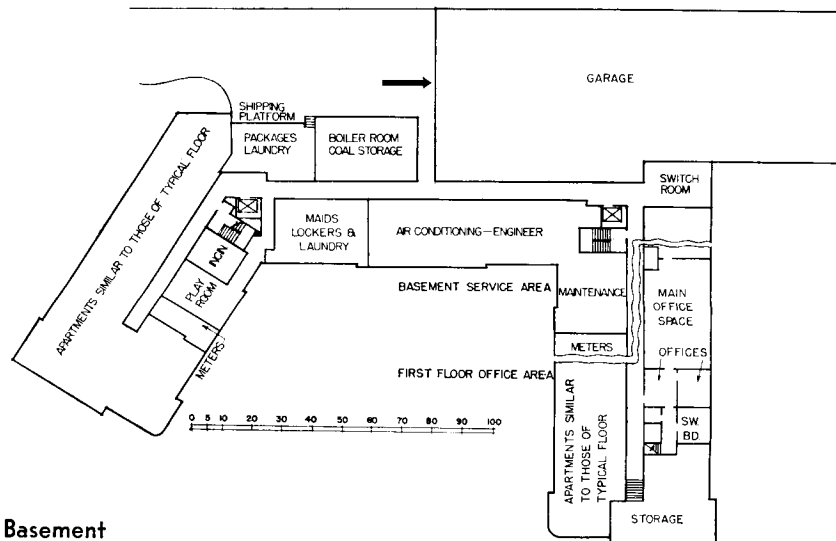 GARAGE
SHIPPING
PLATFORM
PACKAGES
LAUNDRY
BOILER ROOM
COAL STORAGE
SWITCH
ROOM
APARTMENTS SIMILAR TO THOSE OF TYPICAL FLOOR
MAIDS
LOCKERS &
LAUNDRY
AIR CONDITIONING—ENGINEER
INCIN
PLAY
ROOM
METERS
BASEMENT SERVICE AREA
MAINTENANCE
MAIN
OFFICE
SPACE
METERS
OFFICES
FIRST FLOOR OFFICE AREA
APARTMENTS SIMILAR
TO THOSE OF
TYPICAL FLOOR
SW.
BD.
0 5 10 20 30 40 50 60 70 80 90 100
STORAGE
Basement